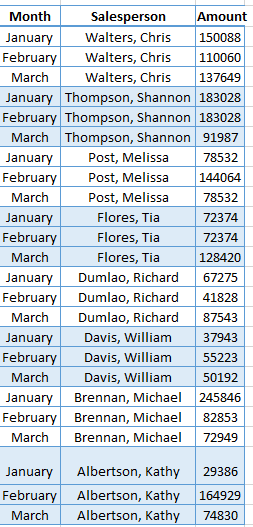 Month Salesperson Amount
January Walters, Chris 150088
February Walters, Chris 110060
March Walters, Chris 137649
January Thompson, Shannon 183028
February Thompson, Shannon 183028
March Thompson, Shannon 91987
January Post, Melissa 78532
February Post, Melissa 144064
March Post, Melissa 78532
January Flores, Tia 72374
February Flores, Tia 72374
March Flores, Tia 128420
January Dumlao, Richard 67275
February Dumlao, Richard 41828
March Dumlao, Richard 87543
January Davis, William 37943
February Davis, William 55223
March Davis, William 50192
January Brennan, Michael 245846
February Brennan, Michael 82853
March Brennan, Michael 72949
January Albertson, Kathy 29386
February Albertson, Kathy 164929
March Albertson, Kathy 74830